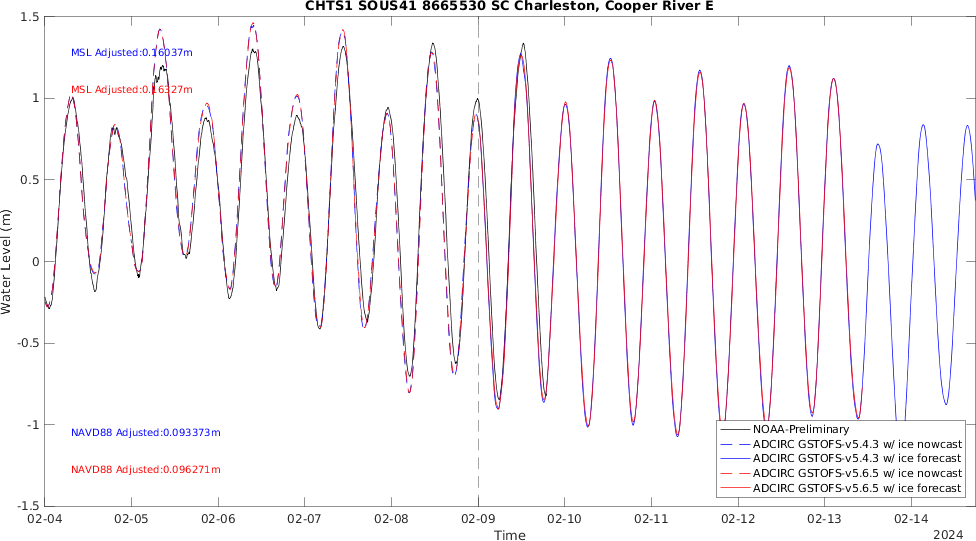 CHTS1 SOUS41 8665530 SC Charleston, Cooper River E
1.5
1
0.5
0
-0.5
-1
-1.5
Water Level (m)
MSL Adjusted:0.16037m
MSL Adjusted:0.16327m
NAVD88 Adjusted:0.093373m
NAVD88 Adjusted:0.096271m
NOAA-Preliminary
ADCIRC GSTOFS-v5.4.3 w/ ice nowcast
ADCIRC GSTOFS-v5.4.3 w/ ice forecast
ADCIRC GSTOFS-v5.6.5 w/ ice nowcast
ADCIRC GSTOFS-v5.6.5 w/ ice forecast
02-04 02-05 02-06 02-07 02-08 02-09 02-10 02-11 02-12 02-13 02-14
Time
2024